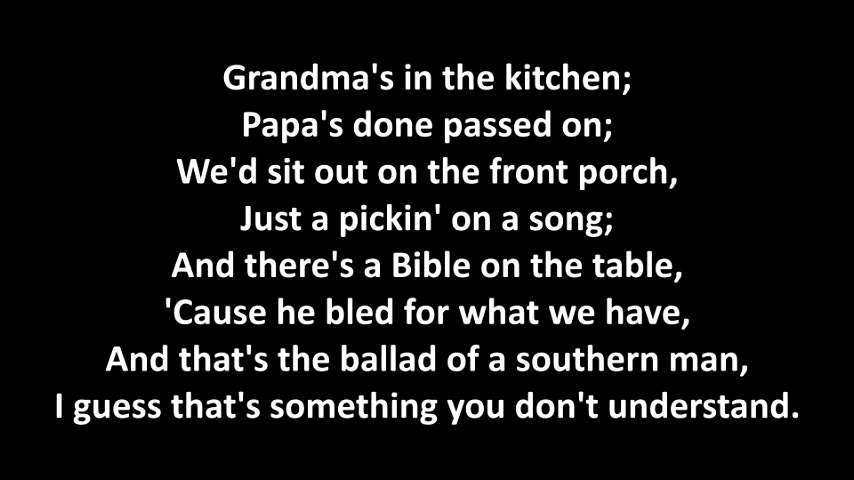 Grandma's in the kitchen;
Papa's done passed on;
We'd sit out on the front porch,
Just a pickin' on a song;
And there's a Bible on the table,
'Cause he bled for what we have,
And that's the ballad of a southern man,
I guess that's something you don't understand.